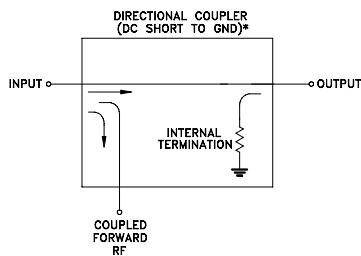 DIRECTIONAL COUPLER
(DC SHORT TO GND)*
INPUT
OUTPUT
INTERNAL
TERMINATION
COUPLED
FORWARD
RF